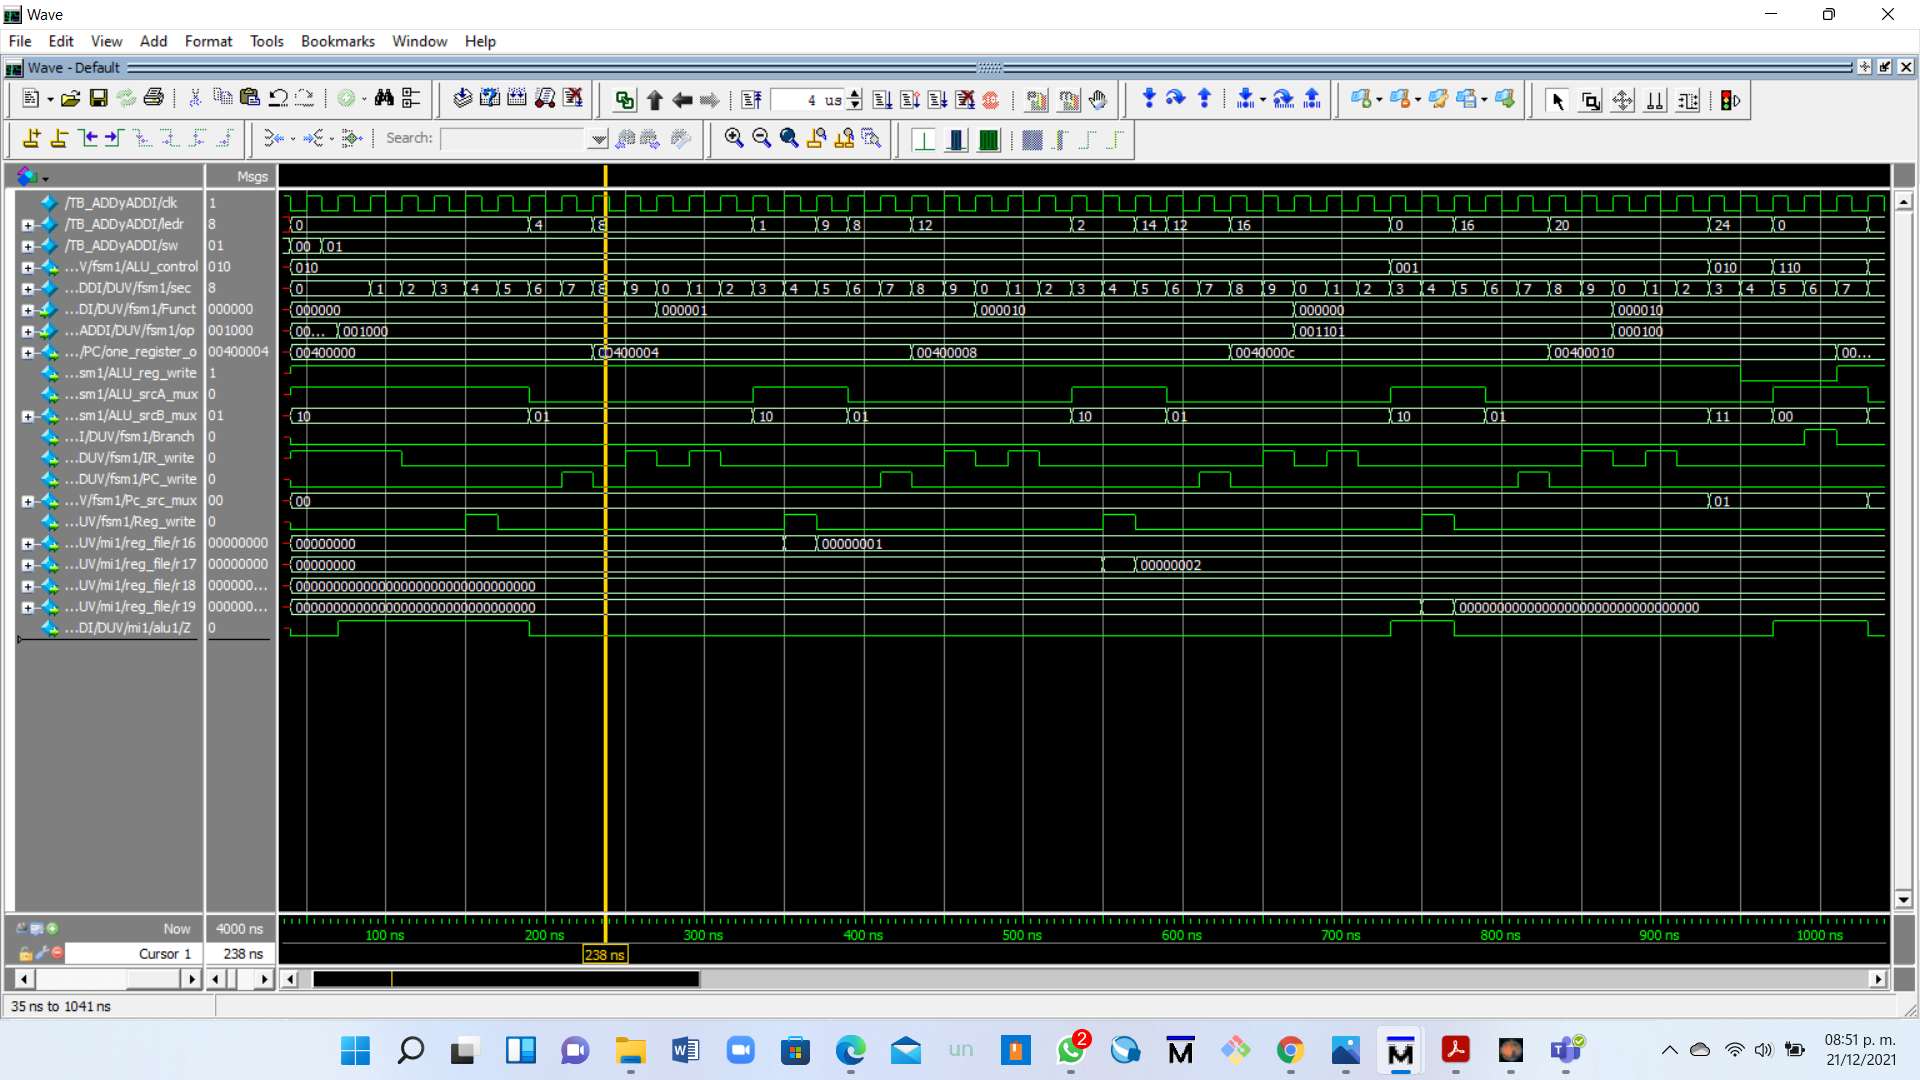 Wave
File Edit View Add Format Tools Bookmarks Window Help
Wave - Default
4 us
Search:
Msgs
/TB_ADDyADDI/clk 1
/TB_ADDyADDI/ledr 8 0 4 8 1 9 8 12 2 14 12 16 0 16 20 24 0
/TB_ADDyADDI/sw 01 00 01
...V/fsm1/ALU_control 010 010 001 010 110
...DDI/DUV/fsm1/sec 8 0 1 2 3 4 5 6 7 8 9 0 1 2 3 4 5 6 7 8 9 0 1 2 3 4 5 6 7 8 9 0 1 2 3 4 5 6 7 8 9 0 1 2 3 4 5 6 7
...DI/DUV/fsm1/Funct 000000 000000 000001 000010 000000 000010
...ADDI/DUV/fsm1/op 001000 00... 001000 001101 000100
.../PC/one_register_o 00400004 00400000 00400004 00400008 0040000c 00400010 00...
...sm1/ALU_reg_write 1
...sm1/ALU_srcA_mux 0
...sm1/ALU_srcB_mux 01 10 01 10 01 10 01 10 01 11 00
...I/DUV/fsm1/Branch 0
...DUV/fsm1/IR_write 0
...DUV/fsm1/PC_write 0
...V/fsm1/Pc_src_mux 00 00 01
...UV/fsm1/Reg_write 0
...UV/mi1/reg_file/r16 00000000 00000000 00000001
...UV/mi1/reg_file/r17 00000000 00000000 00000002
...UV/mi1/reg_file/r18 000000... 00000000000000000000000000000000
...UV/mi1/reg_file/r19 000000... 00000000000000000000000000000000 00000000000000000000000000000000
...DI/DUV/mi1/alu1/Z 0
Now 4000 ns 100 ns 200 ns 300 ns 400 ns 500 ns 600 ns 700 ns 800 ns 900 ns 1000 ns
Cursor 1 238 ns 238 ns
35 ns to 1041 ns
un
2
08:51 p. m.
21/12/2021